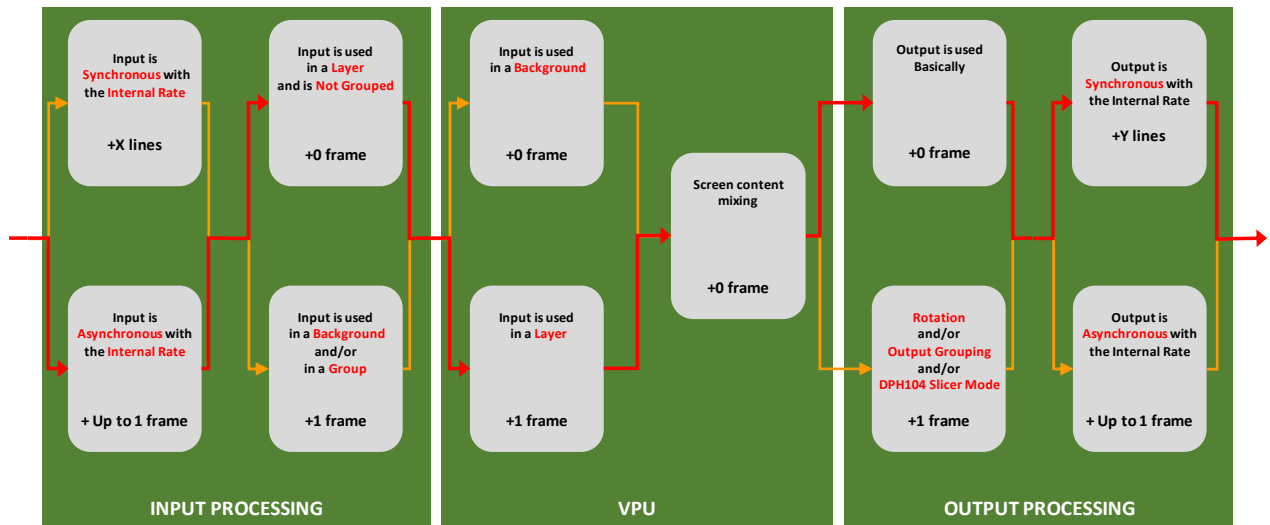 Input is
Synchronous with
the Internal Rate
+X lines
Input is
Asynchronous with
the Internal Rate
+ Up to 1 frame
Input is used
in a Layer
and is Not Grouped
+0 frame
Input is used
in a Background
and/or
in a Group
+1 frame
INPUT PROCESSING
Input is used
in a Background
+0 frame
Input is used
in a Layer
+1 frame
Screen content
mixing
+0 frame
VPU
Output is used
Basically
+0 frame
Rotation
and/or
Output Grouping
and/or
DPH104 Slicer Mode
+1 frame
Output is
Synchronous with
the Internal Rate
+Y lines
Output is
Asynchronous with
the Internal Rate
+ Up to 1 frame
OUTPUT PROCESSING